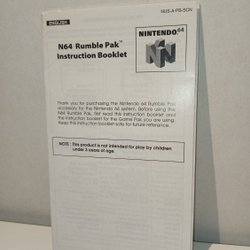 NUS-A-PB-SCN
ENGLISH
N64 Rumble Pak™
Instruction Booklet
NINTENDO 64
Thank you for purchasing the Nintendo 64 Rumble Pak
accessory for the Nintendo 64 system. Before using the
N64 Rumble Pak, first read this instruction booklet and
the instruction booklet for the Game Pak you are using.
Keep this instruction booklet safe for future reference.
NOTE: This product is not intended for play by children
under 3 years of age.